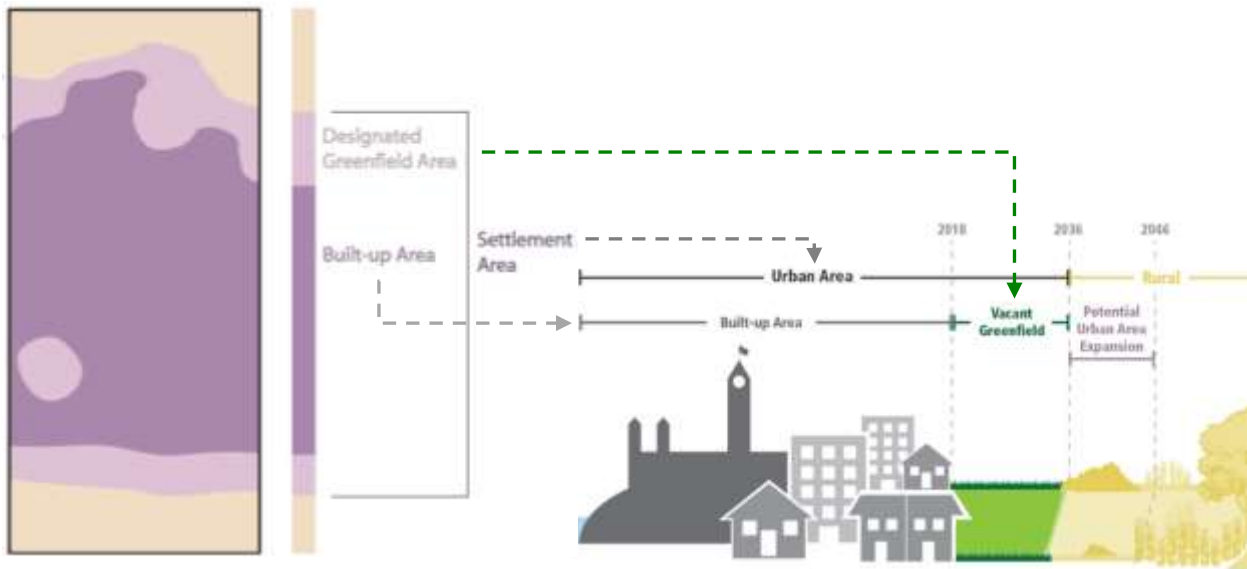 Designated
Greenfield Area
Built-up Area
Settlement
Area
2018 2036 2046
Urban Area Rural
Built-up Area
Vacant
Greenfield
Potential
Urban Area
Expansion